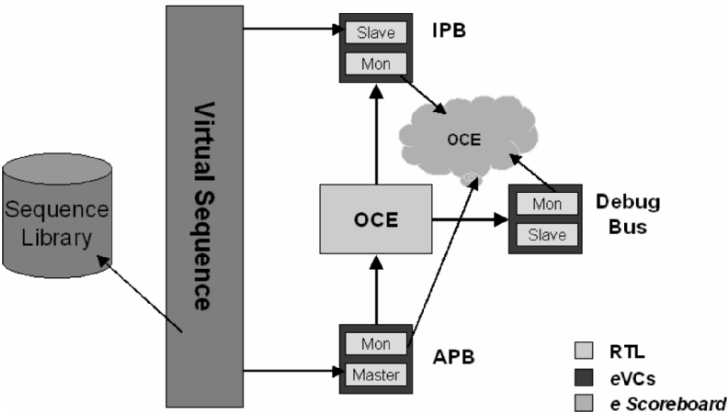 Slave
IPB
Mon
Virtual Sequence
OCE
Sequence
Library
OCE
Mon
Slave
Debug
Bus
Mon
Master
APB
RTL
eVCs
e Scoreboard